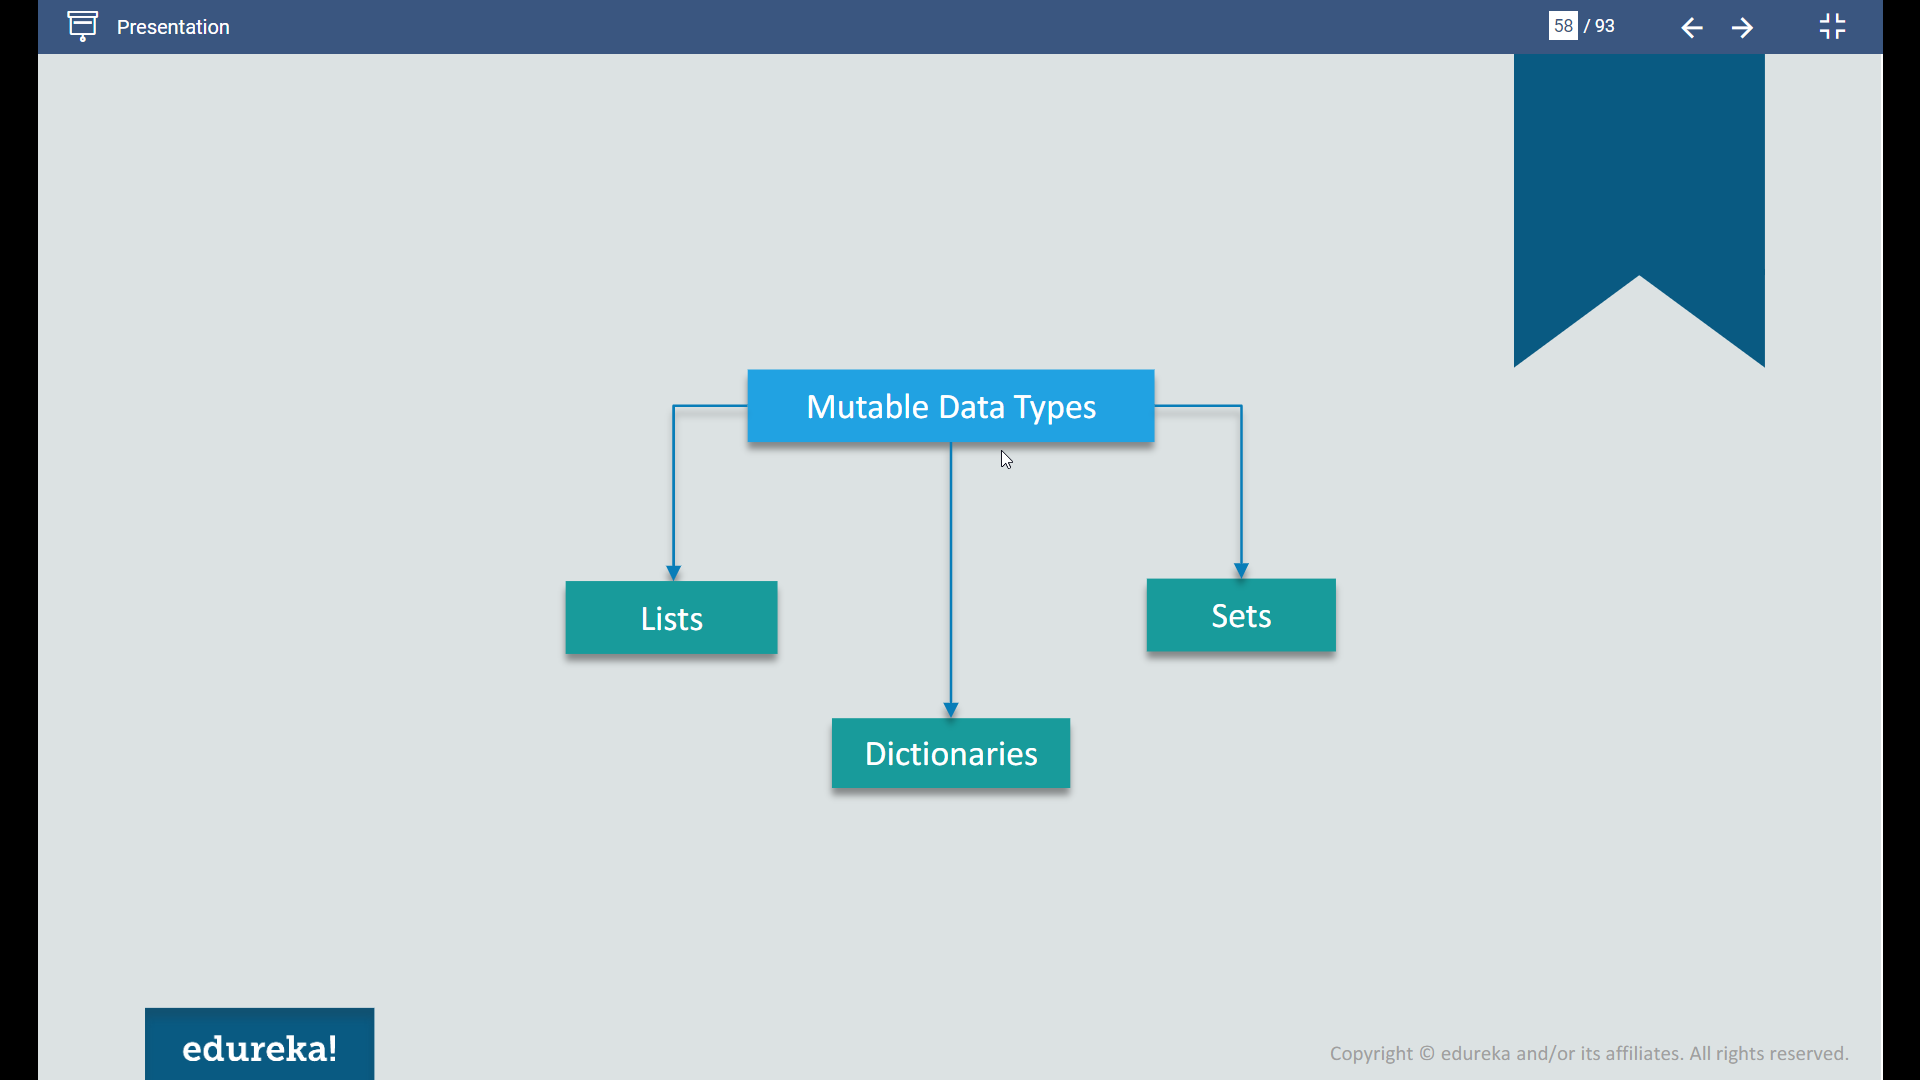 Presentation
58 / 93
Mutable Data Types
Lists
Sets
Dictionaries
edureka!
Copyright © edureka and/or its affiliates. All rights reserved.